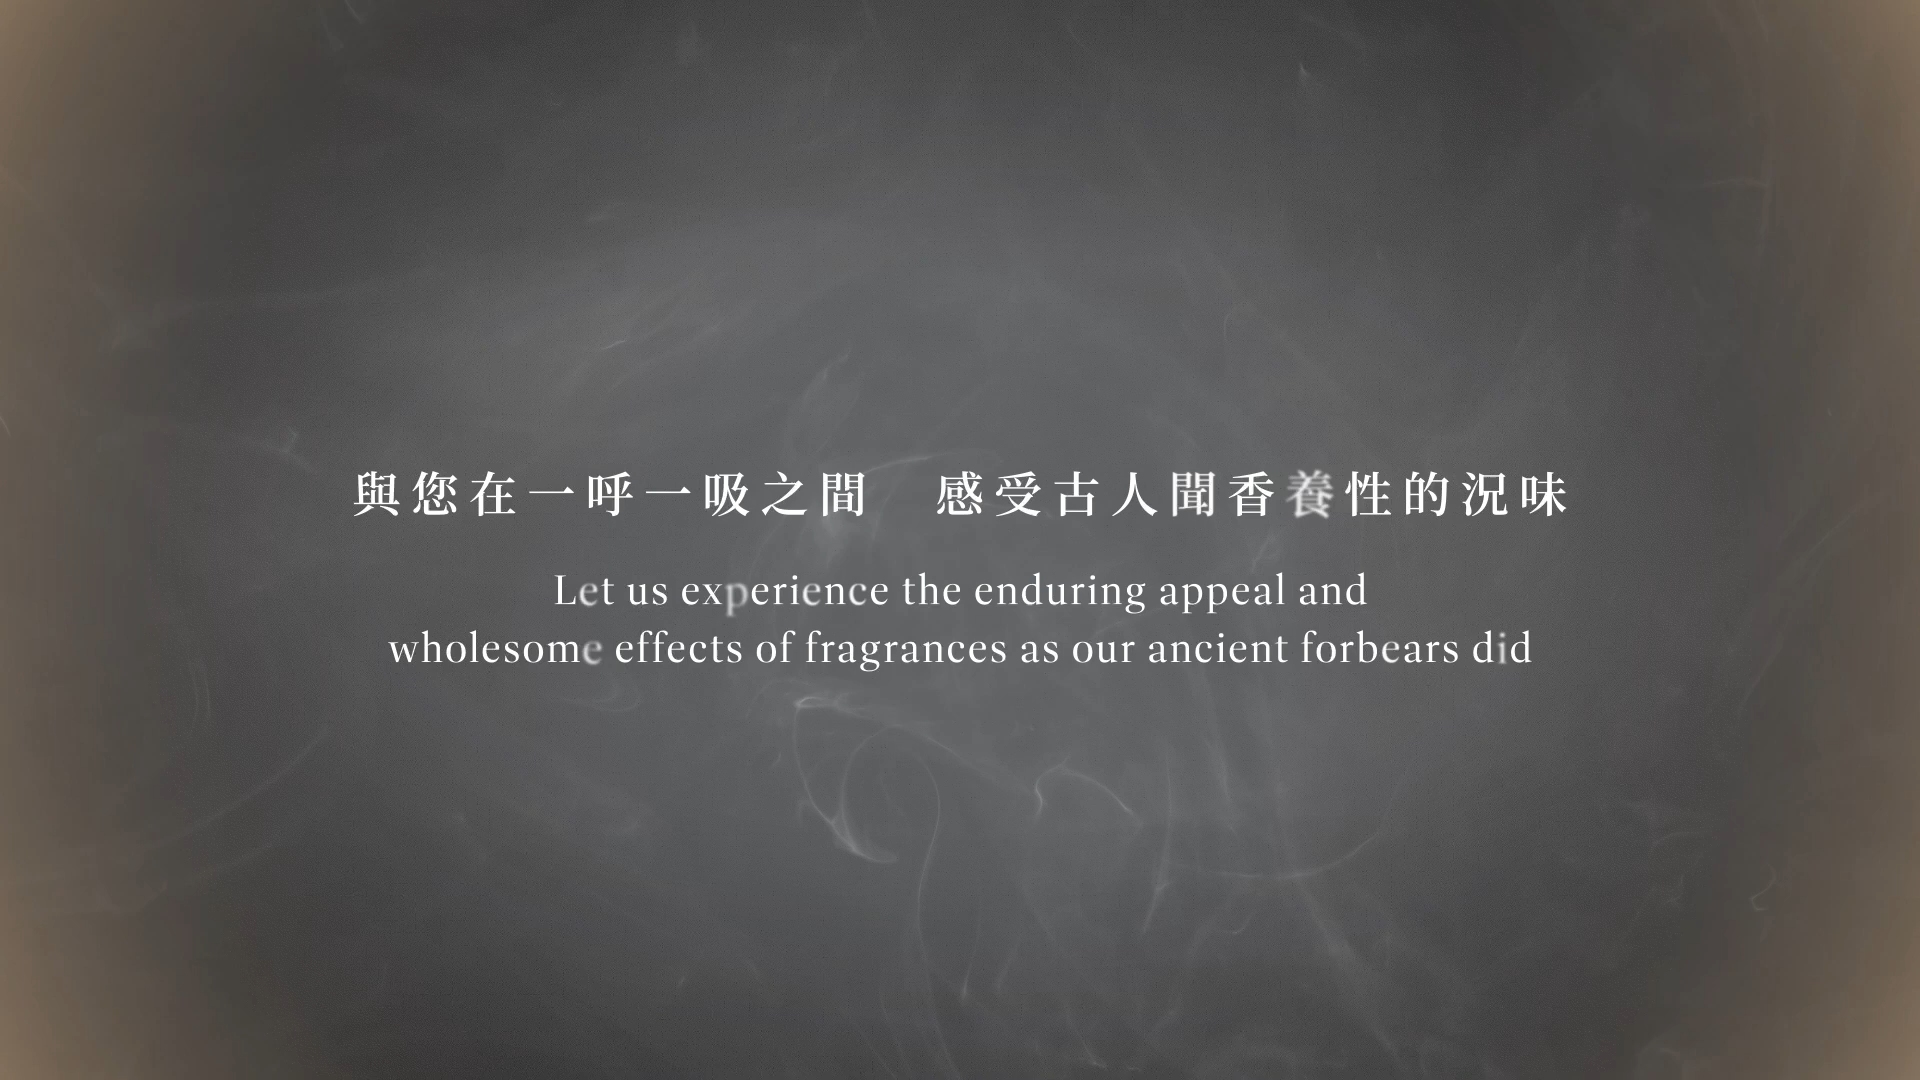 與您在一呼一吸之間　感受古人聞香養性的況味
Let us experience the enduring appeal and
wholesome effects of fragrances as our ancient forbears did